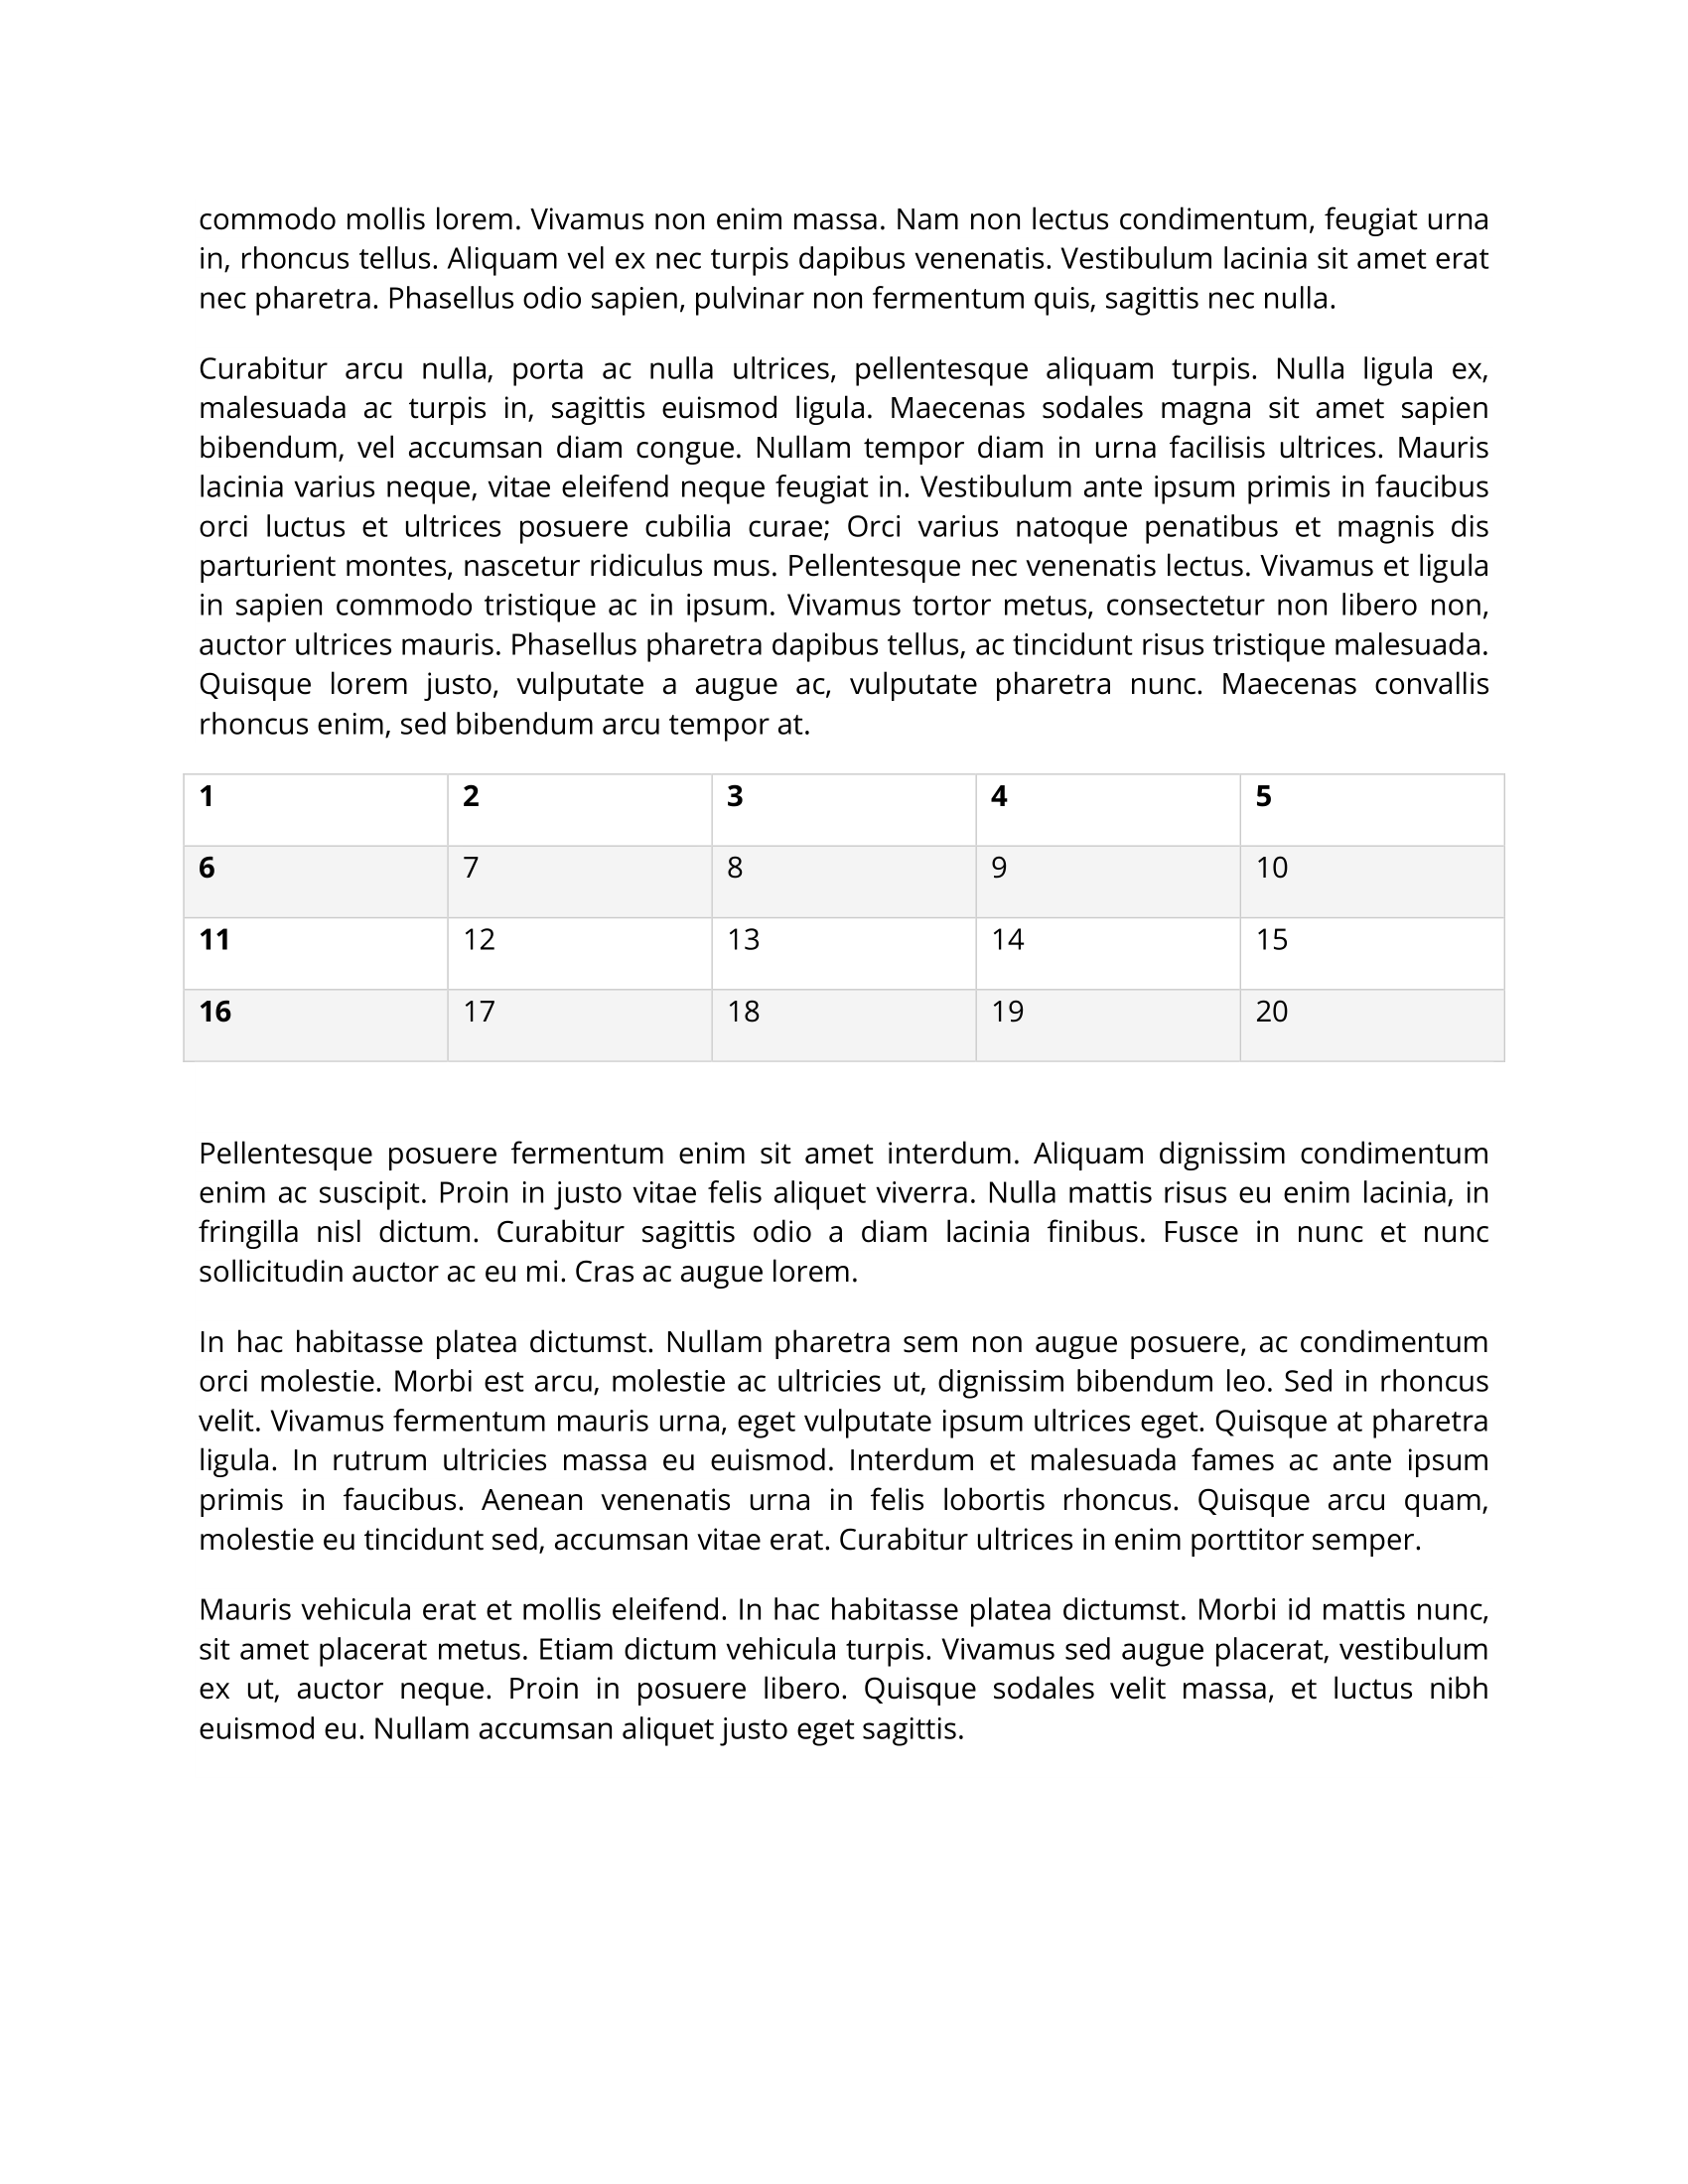 commodo mollis lorem. Vivamus non enim massa. Nam non lectus condimentum, feugiat urna
in, rhoncus tellus. Aliquam vel ex nec turpis dapibus venenatis. Vestibulum lacinia sit amet erat
nec pharetra. Phasellus odio sapien, pulvinar non fermentum quis, sagittis nec nulla.
Curabitur arcu nulla, porta ac nulla ultrices, pellentesque aliquam turpis. Nulla ligula ex,
malesuada ac turpis in, sagittis euismod ligula. Maecenas sodales magna sit amet sapien
bibendum, vel accumsan diam congue. Nullam tempor diam in urna facilisis ultrices. Mauris
lacinia varius neque, vitae eleifend neque feugiat in. Vestibulum ante ipsum primis in faucibus
orci luctus et ultrices posuere cubilia curae; Orci varius natoque penatibus et magnis dis
parturient montes, nascetur ridiculus mus. Pellentesque nec venenatis lectus. Vivamus et ligula
in sapien commodo tristique ac in ipsum. Vivamus tortor metus, consectetur non libero non,
auctor ultrices mauris. Phasellus pharetra dapibus tellus, ac tincidunt risus tristique malesuada.
Quisque lorem justo, vulputate a augue ac, vulputate pharetra nunc. Maecenas convallis
rhoncus enim, sed bibendum arcu tempor at.
1 2 3 4 5
6 7 8 9 10
11 12 13 14 15
16 17 18 19 20
Pellentesque posuere fermentum enim sit amet interdum. Aliquam dignissim condimentum
enim ac suscipit. Proin in justo vitae felis aliquet viverra. Nulla mattis risus eu enim lacinia, in
fringilla nisl dictum. Curabitur sagittis odio a diam lacinia finibus. Fusce in nunc et nunc
sollicitudin auctor ac eu mi. Cras ac augue lorem.
In hac habitasse platea dictumst. Nullam pharetra sem non augue posuere, ac condimentum
orci molestie. Morbi est arcu, molestie ac ultricies ut, dignissim bibendum leo. Sed in rhoncus
velit. Vivamus fermentum mauris urna, eget vulputate ipsum ultrices eget. Quisque at pharetra
ligula. In rutrum ultricies massa eu euismod. Interdum et malesuada fames ac ante ipsum
primis in faucibus. Aenean venenatis urna in felis lobortis rhoncus. Quisque arcu quam,
molestie eu tincidunt sed, accumsan vitae erat. Curabitur ultrices in enim porttitor semper.
Mauris vehicula erat et mollis eleifend. In hac habitasse platea dictumst. Morbi id mattis nunc,
sit amet placerat metus. Etiam dictum vehicula turpis. Vivamus sed augue placerat, vestibulum
ex ut, auctor neque. Proin in posuere libero. Quisque sodales velit massa, et luctus nibh
euismod eu. Nullam accumsan aliquet justo eget sagittis.